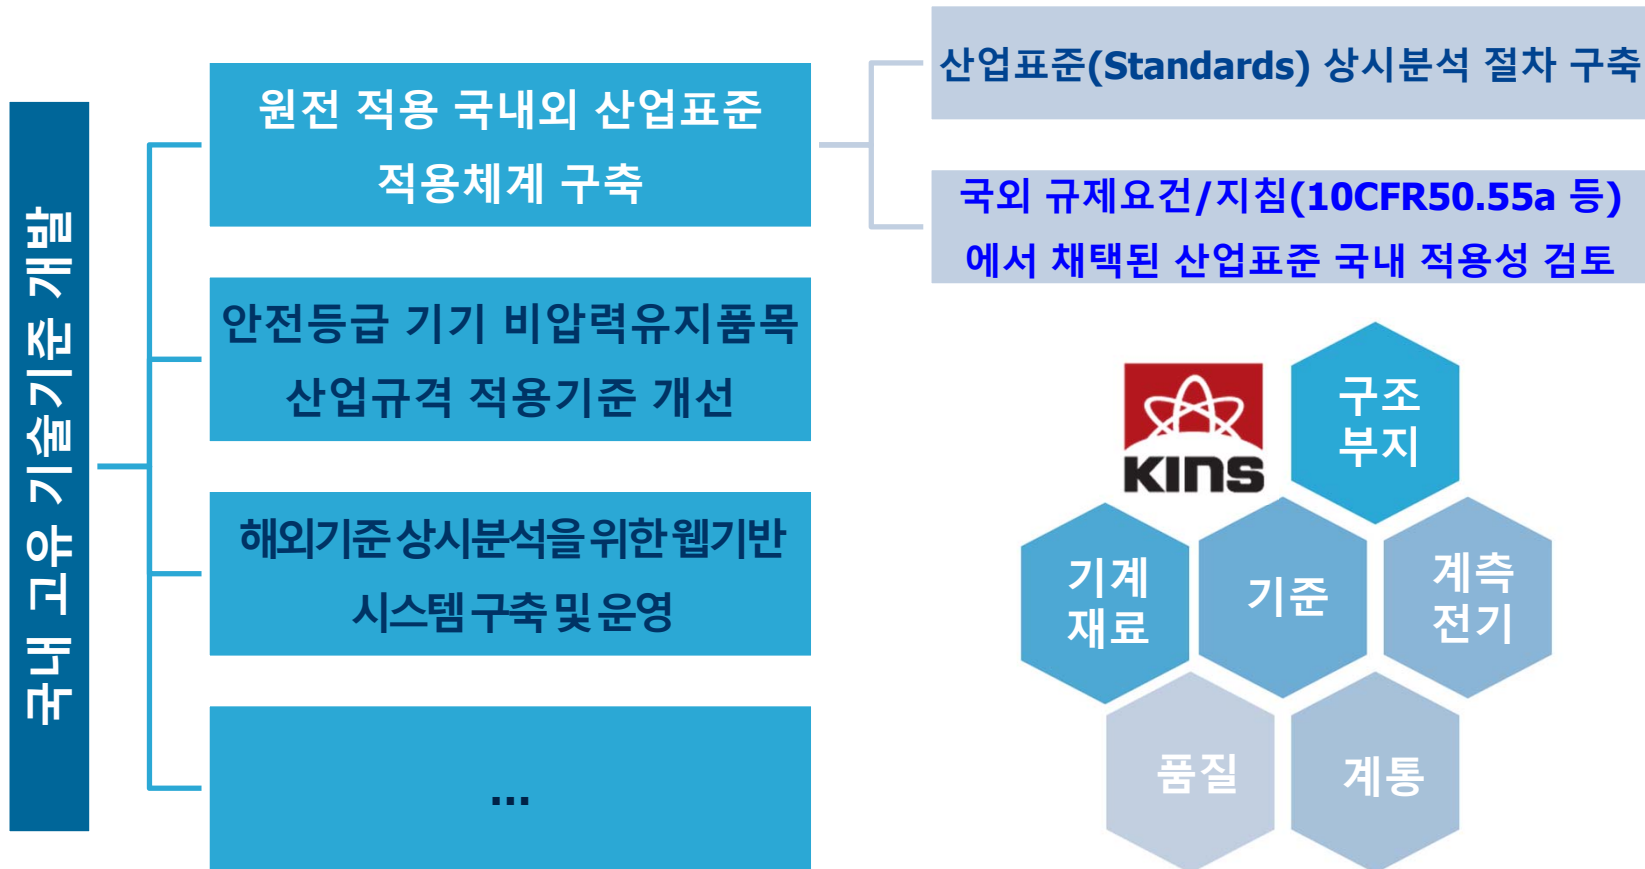 국내 고유 기술기준 개발
원전 적용 국내외 산업표준
적용체계 구축
안전등급 기기 비압력유지품목
산업규격 적용기준 개선
해외기준 상시분석을 위한 웹기반
시스템 구축 및 운영
...
산업표준(Standards) 상시분석 절차 구축
국외 규제요건/지침(10CFR50.55a 등)
에서 채택된 산업표준 국내 적용성 검토
KINS
구조
부지
기계
재료
기준
계측
전기
품질
계통